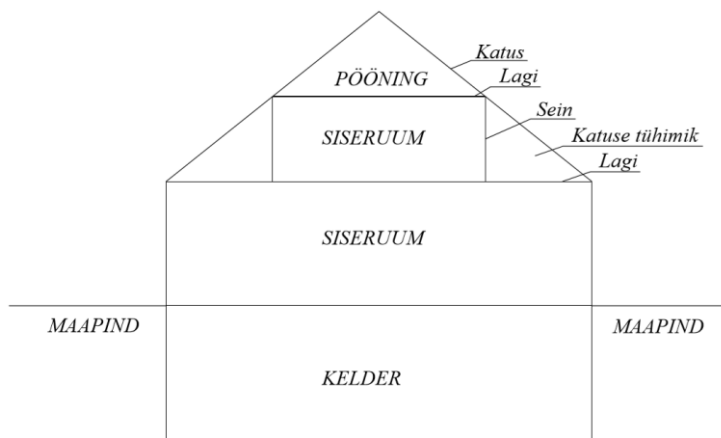 Katus
PÖÖNING
Lagi
Sein
SISERUUM
Katuse tühimik
Lagi
SISERUUM
MAAPIND
MAAPIND
KELDER